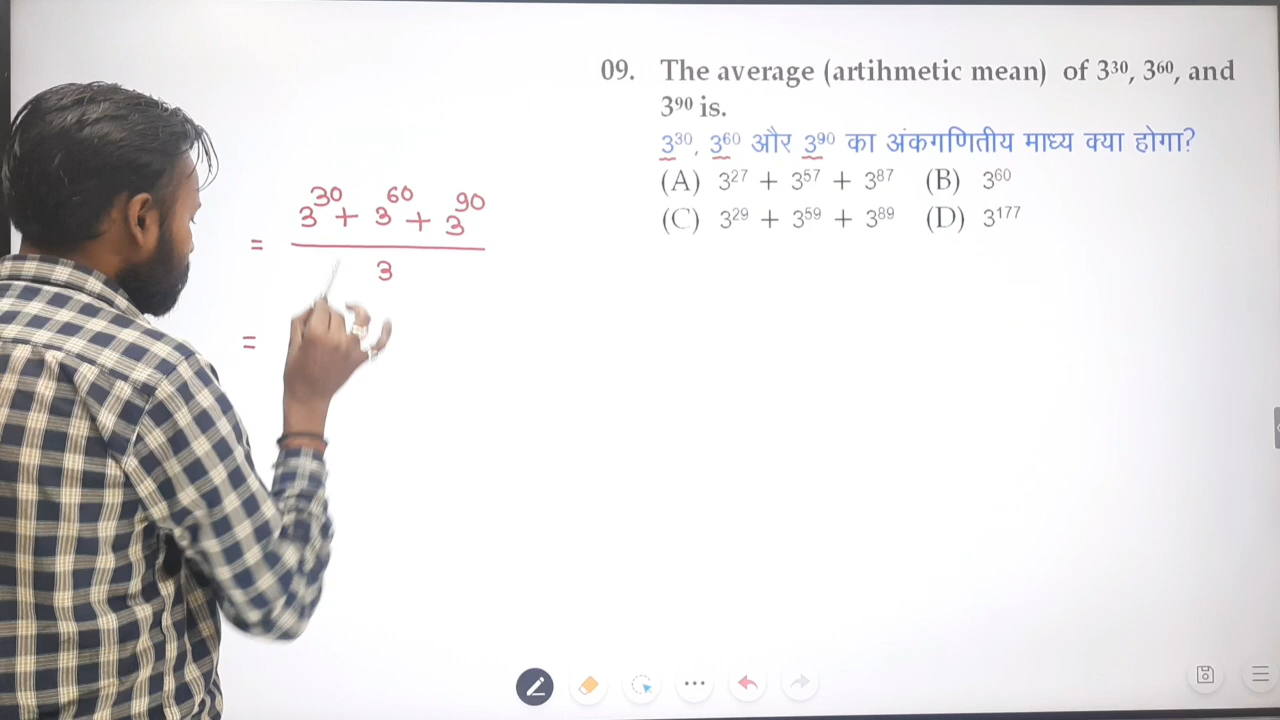 09. The average (artihmetic mean) of 3³⁰, 3⁶⁰, and
3⁹⁰ is.
3³⁰, 3⁶⁰ और 3⁹⁰ का अंकगणितीय माध्य क्या होगा?
(A) 3²⁷ + 3⁵⁷ + 3⁸⁷ (B) 3⁶⁰
(C) 3²⁹ + 3⁵⁹ + 3⁸⁹ (D) 3¹⁷⁷
= 3³⁰ + 3⁶⁰ + 3⁹⁰
3
=